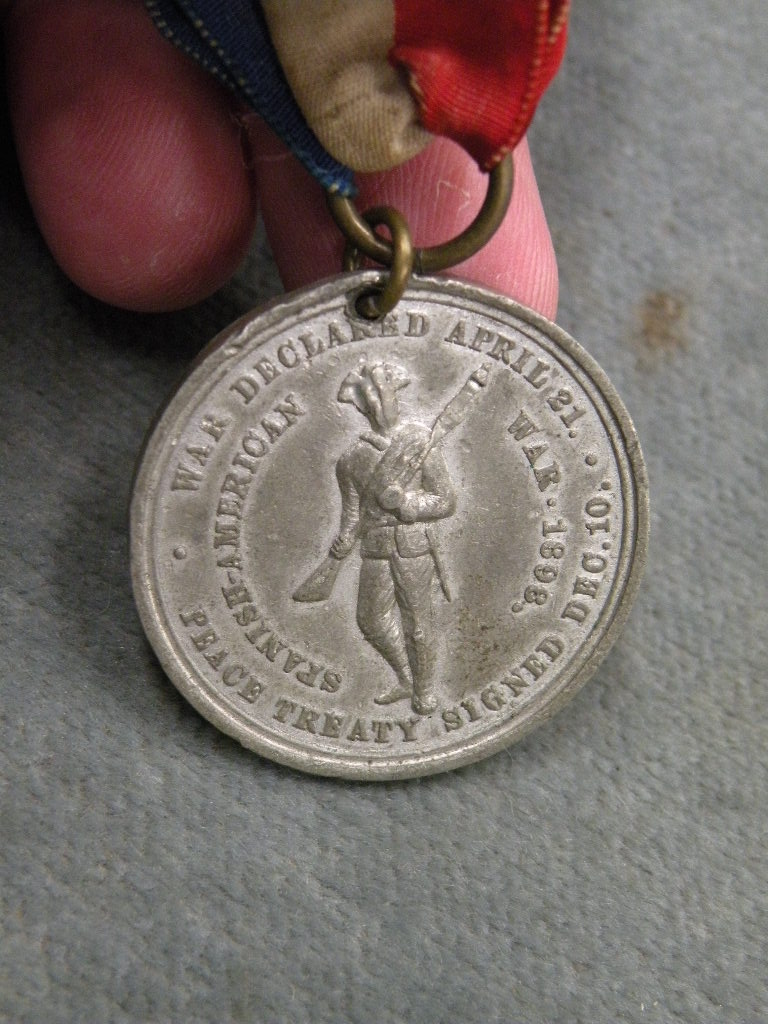 WAR DECLARED APRIL 21.
PEACE TREATY SIGNED DEC. 10.
SPANISH-AMERICAN
WAR. 1898.